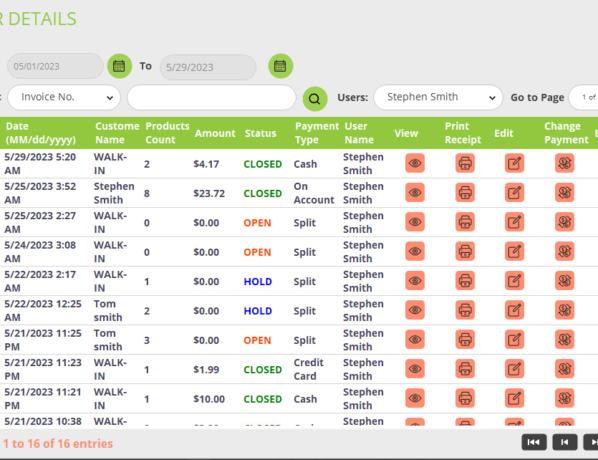 R DETAILS
05/01/2023 To 5/29/2023
: Invoice No. Users: Stephen Smith Go to Page 1 of
Date (MM/dd/yyyy) Custome Name Products Count Amount Status Payment Type User Name View Print Receipt Edit Change Payment E
5/29/2023 5:20 AM WALK-IN 2 $4.17 CLOSED Cash Stephen Smith
5/25/2023 3:52 AM Stephen Smith 8 $23.72 CLOSED On Account Stephen Smith
5/25/2023 2:27 AM WALK-IN 0 $0.00 OPEN Split Stephen Smith
5/24/2023 3:08 AM WALK-IN 0 $0.00 OPEN Split Stephen Smith
5/22/2023 2:17 AM WALK-IN 1 $0.00 HOLD Split Stephen Smith
5/22/2023 12:25 AM Tom smith 2 $0.00 HOLD Split Stephen Smith
5/21/2023 11:25 PM Tom smith 3 $0.00 OPEN Split Stephen Smith
5/21/2023 11:23 PM WALK-IN 1 $1.99 CLOSED Credit Card Stephen Smith
5/21/2023 11:21 PM WALK-IN 1 $10.00 CLOSED Cash Stephen Smith
5/21/2023 10:38 WALK- Stephen
1 to 16 of 16 entries